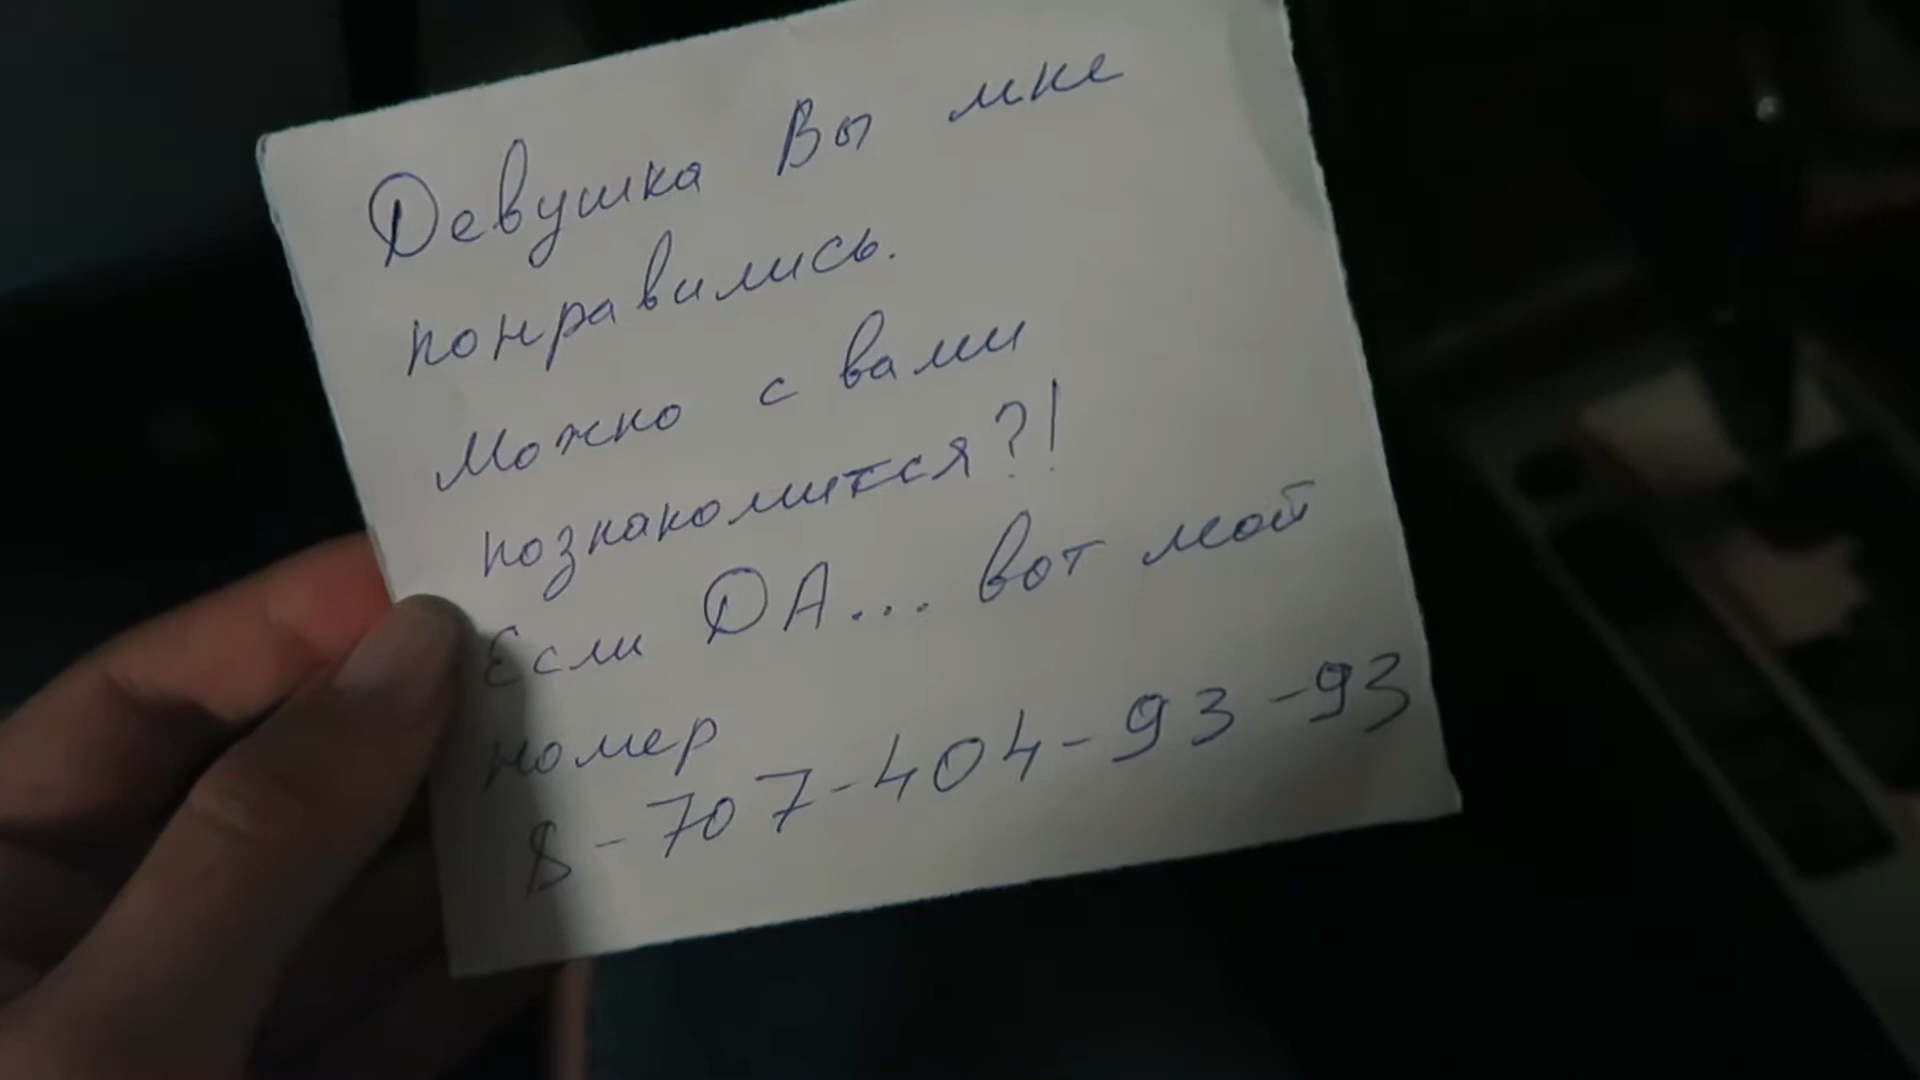 Девушка Вы мне
понравились.
Можно с вами
познакомится?!
Если ДА... вот мой
номер
8-707-404-93-93